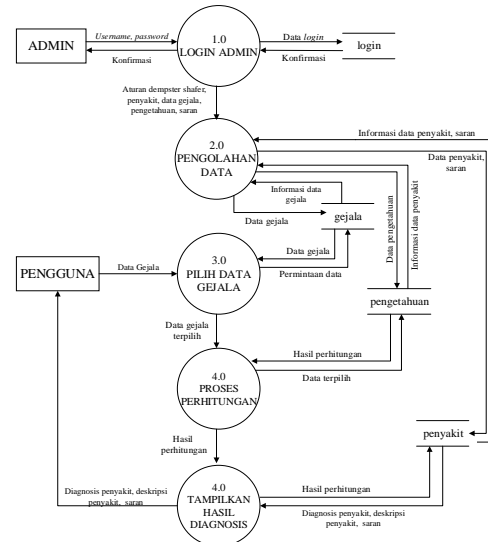 ADMIN
Username, password
Konfirmasi
1.0
LOGIN ADMIN
Data login
Konfirmasi
login
Aturan dempster shafer,
penyakit, data gejala,
pengetahuan, saran
2.0
PENGOLAHAN
DATA
Informasi data penyakit, saran
Data penyakit,
saran
Informasi data
gejala
Data gejala
gejala
Data pengetahuan
Informasi data penyakit
PENGGUNA
Data Gejala
3.0
PILIH DATA
GEJALA
Data gejala
Permintaan data
pengetahuan
Data gejala
terpilih
4.0
PROSES
PERHITUNGAN
Hasil perhitungan
Data terpilih
Hasil
perhitungan
penyakit
4.0
TAMPILKAN
HASIL
DIAGNOSIS
Hasil perhitungan
Diagnosis penyakit, deskripsi
penyakit, saran
Diagnosis penyakit, deskripsi
penyakit, saran